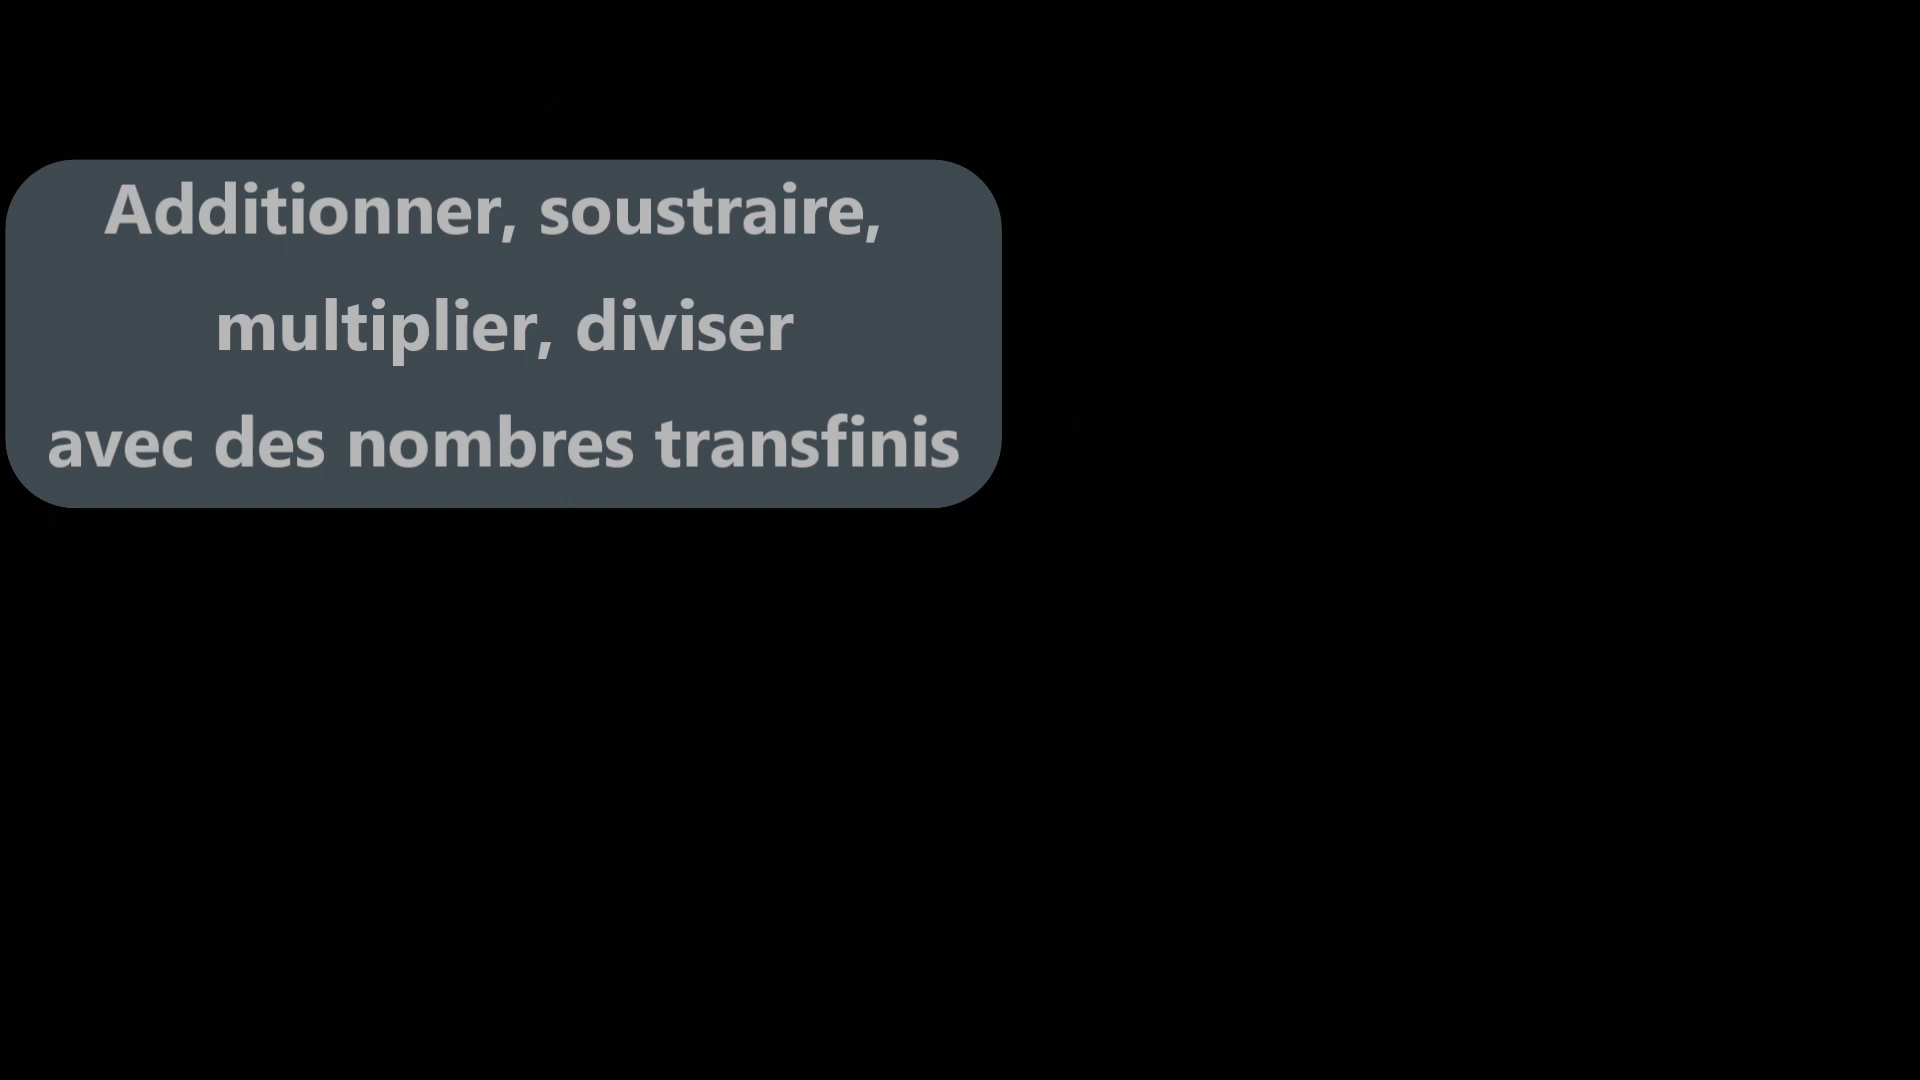 Additionner, soustraire,
multiplier, diviser
avec des nombres transfinis